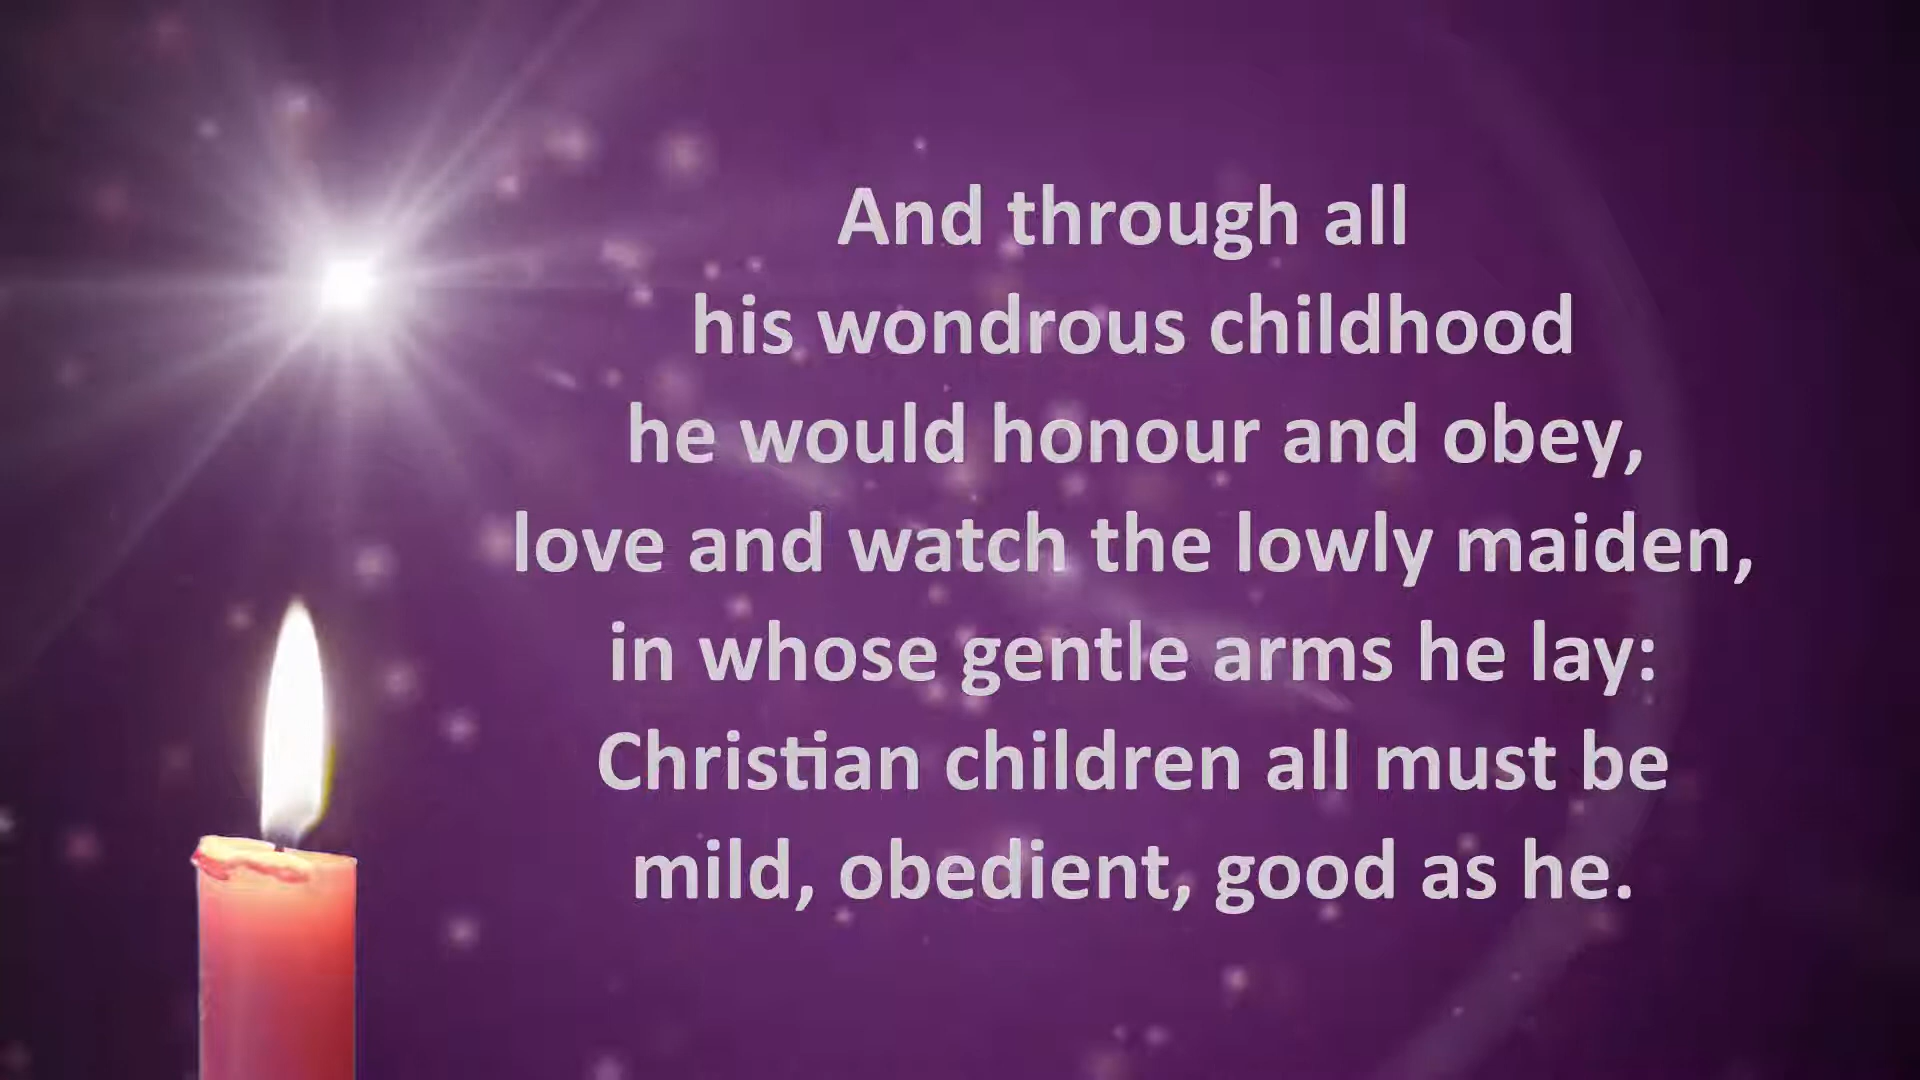 And through all
his wondrous childhood
he would honour and obey,
love and watch the lowly maiden,
in whose gentle arms he lay:
Christian children all must be
mild, obedient, good as he.